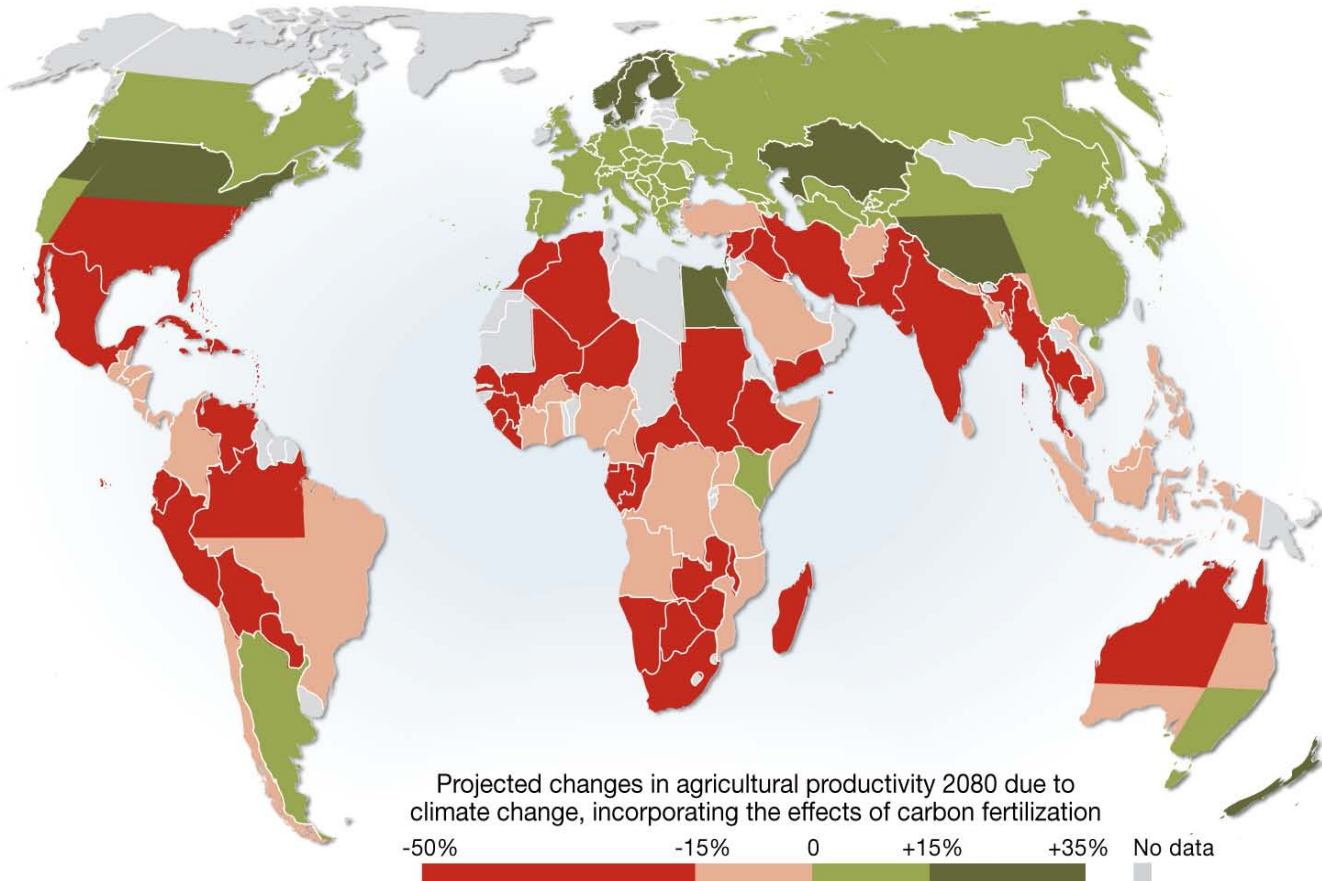 Projected changes in agricultural productivity 2080 due to
climate change, incorporating the effects of carbon fertilization
-50% -15% 0 +15% +35% No data